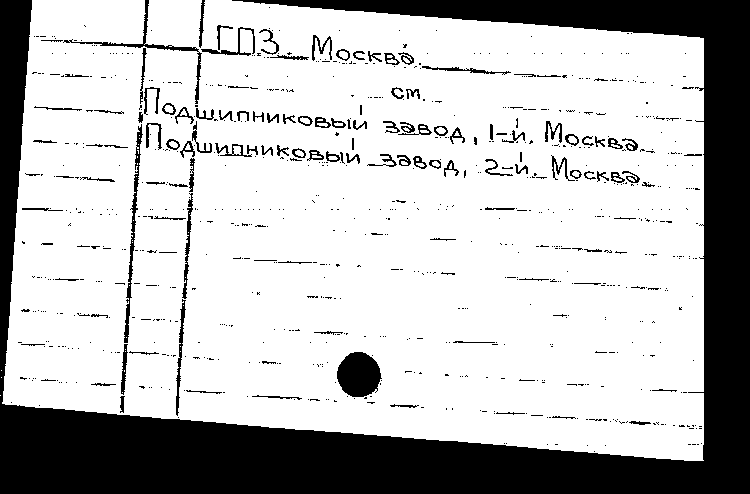 ГПЗ. Москва.
см.
Подшипниковый завод, 1-й. Москва.
Подшипниковый завод, 2-й. Москва.